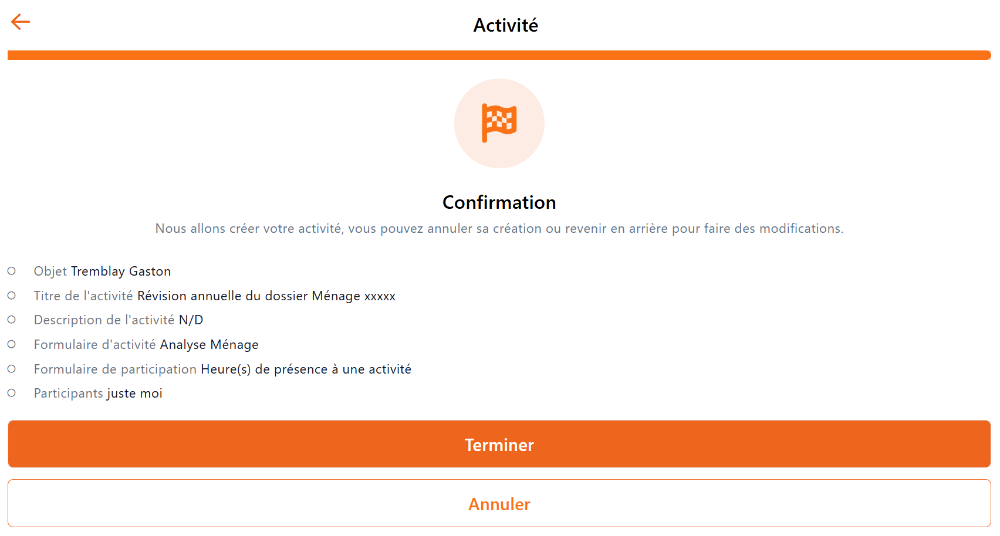 Activité
Confirmation
Nous allons créer votre activité, vous pouvez annuler sa création ou revenir en arrière pour faire des modifications.
Objet Tremblay Gaston
Titre de l'activité Révision annuelle du dossier Ménage xxxxx
Description de l'activité N/D
Formulaire d'activité Analyse Ménage
Formulaire de participation Heure(s) de présence à une activité
Participants juste moi
Terminer
Annuler